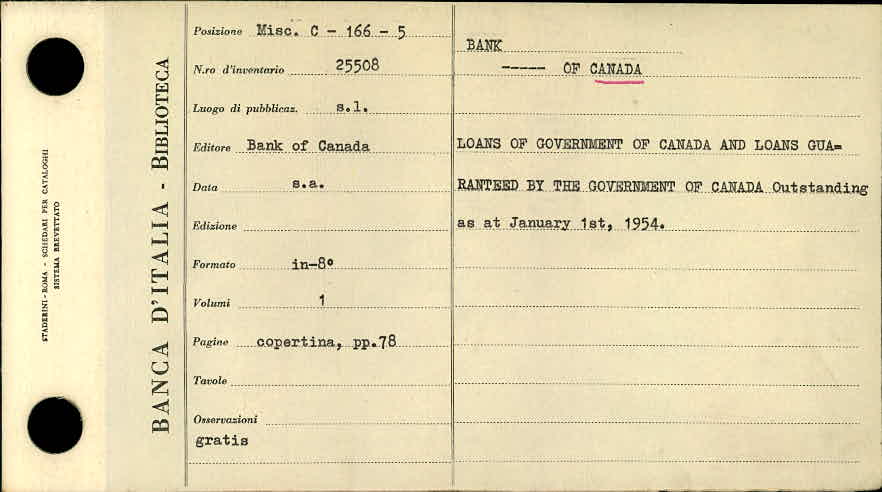 STADERINI-ROMA - SCHEDARI PER CATALOGHI
SISTEMA BREVETTATO
BANCA D'ITALIA - BIBLIOTECA
Posizione Misc. C - 166 - 5
N.ro d'inventario 25508
Luogo di pubblicaz. s.l.
Editore Bank of Canada
Data s.a.
Edizione
Formato in-8°
Volumi 1
Pagine copertina, pp.78
Tavole
Osservazioni
gratis
BANK
----- OF CANADA
LOANS OF GOVERNMENT OF CANADA AND LOANS GUA=
RANTEED BY THE GOVERNMENT OF CANADA Outstanding
as at January 1st, 1954.